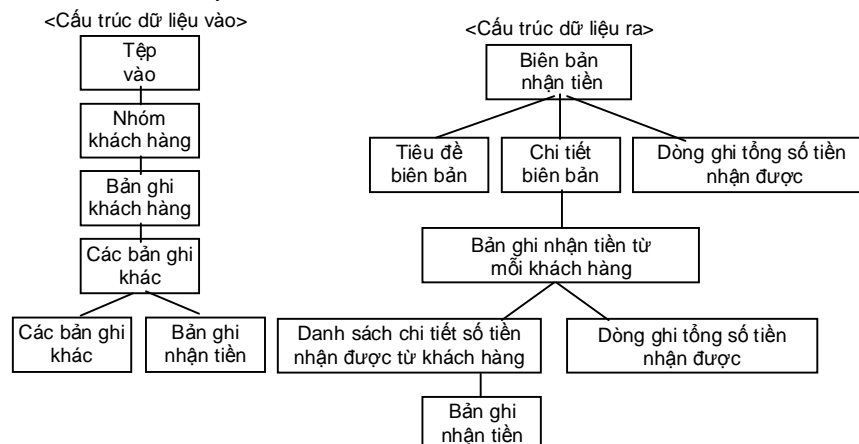 <Cấu trúc dữ liệu vào>
Tệp
vào
Nhóm
khách hàng
Bản ghi
khách hàng
Các bản ghi
khác
Các bản ghi
khác
Bản ghi
nhận tiền
<Cấu trúc dữ liệu ra>
Biên bản
nhận tiền
Tiêu đề
biên bản
Chi tiết
biên bản
Dòng ghi tổng số tiền
nhận được
Bản ghi nhận tiền từ
mỗi khách hàng
Danh sách chi tiết số tiền
nhận được từ khách hàng
Dòng ghi tổng số tiền
nhận được
Bản ghi
nhận tiền